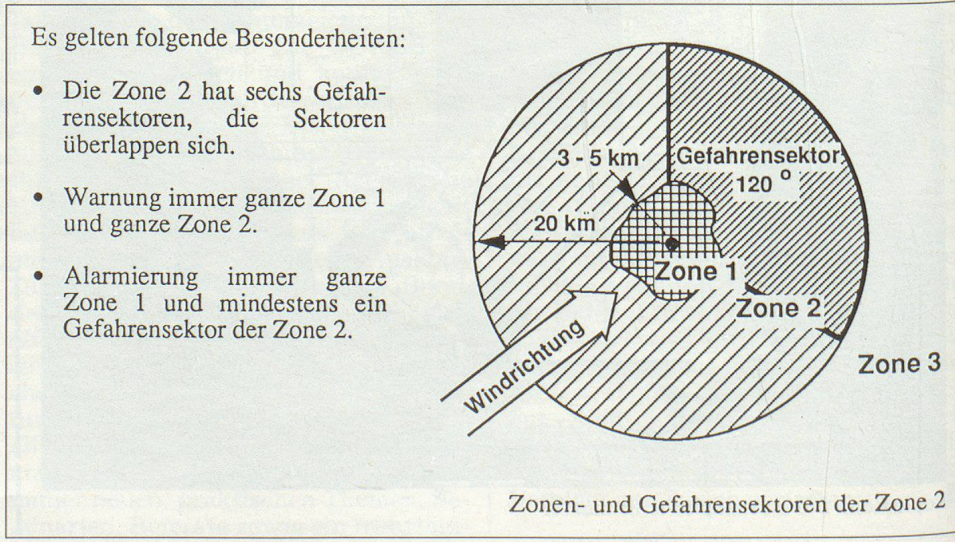 Es gelten folgende Besonderheiten:
• Die Zone 2 hat sechs Gefah-
rensektoren, die Sektoren
überlappen sich.
• Warnung immer ganze Zone 1
und ganze Zone 2.
• Alarmierung immer ganze
Zone 1 und mindestens ein
Gefahrensektor der Zone 2.
3 - 5 km
Gefahrensektor
120 °
20 km
Zone 1
Zone 2
Windrichtung
Zone 3
Zonen- und Gefahrensektoren der Zone 2